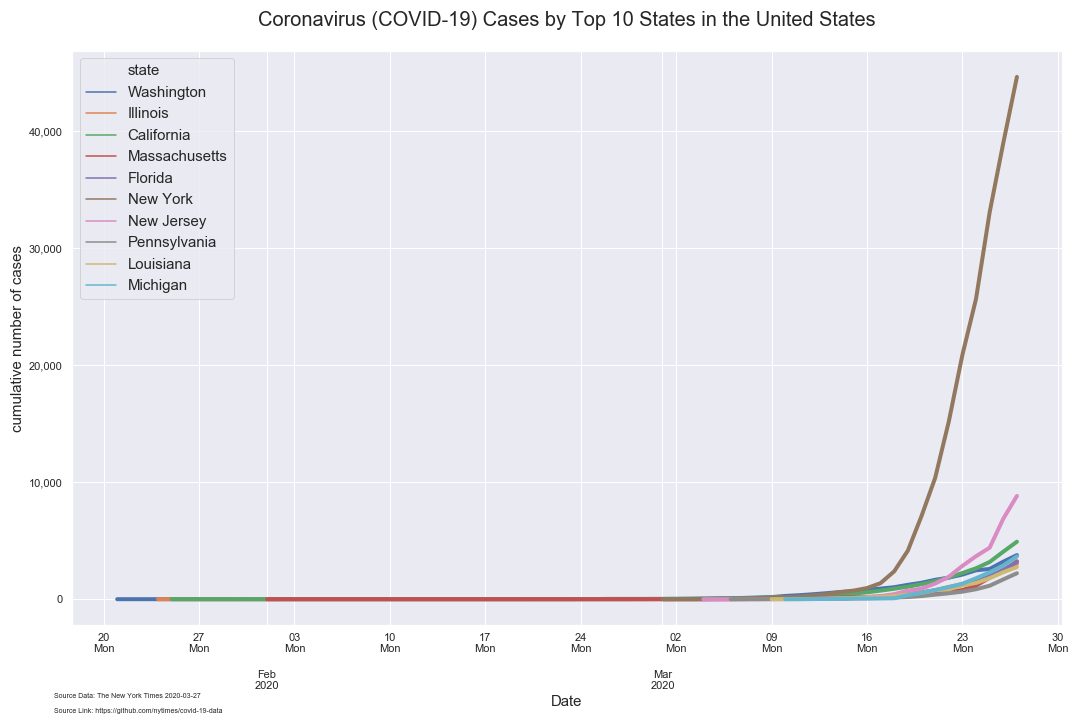 Coronavirus (COVID-19) Cases by Top 10 States in the United States
state
Washington
Illinois
California
Massachusetts
Florida
New York
New Jersey
Pennsylvania
Louisiana
Michigan
cumulative number of cases
40,000
30,000
20,000
10,000
0
20 27 03 10 17 24 02 09 16 23 30
Mon Mon Mon Mon Mon Mon Mon Mon Mon Mon Mon
Feb Mar
2020 2020
Date
Source Data: The New York Times 2020-03-27
Source Link: https://github.com/nytimes/covid-19-data